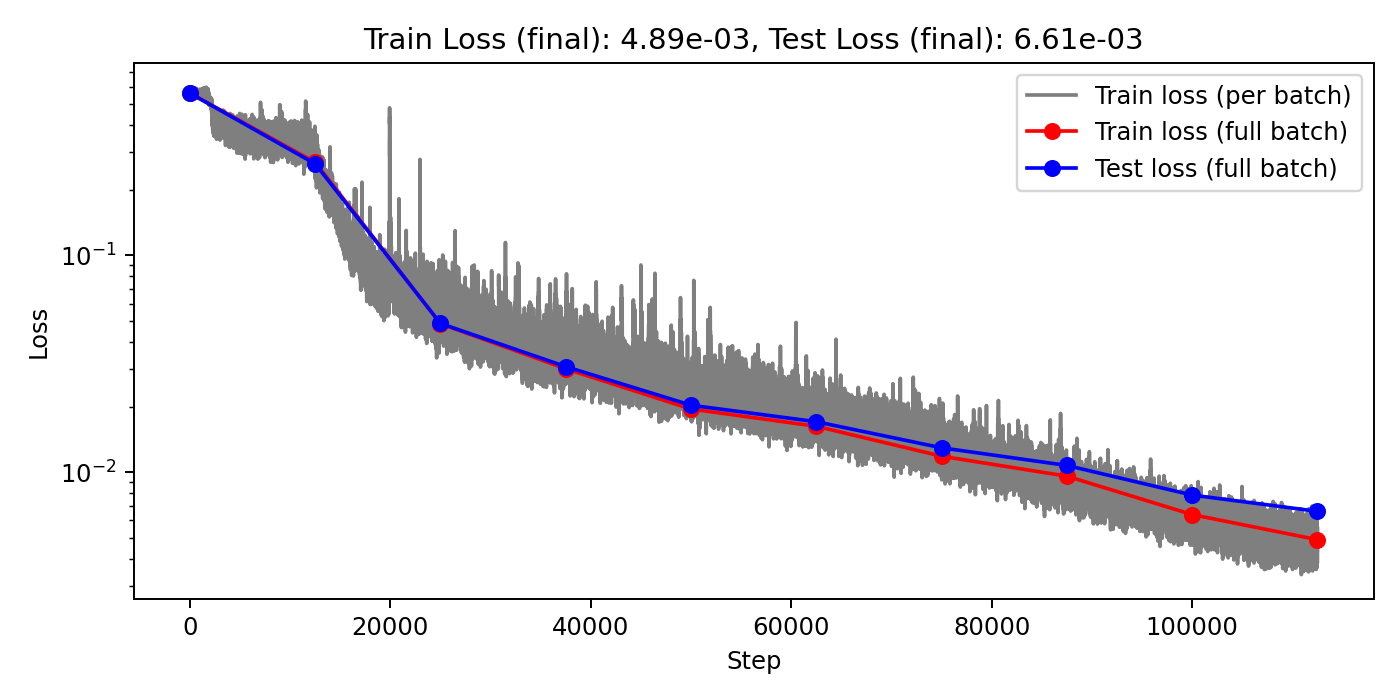 Train Loss (final): 4.89e-03, Test Loss (final): 6.61e-03
Train loss (per batch)
Train loss (full batch)
Test loss (full batch)
Loss
10⁻¹
10⁻²
0 20000 40000 60000 80000 100000
Step